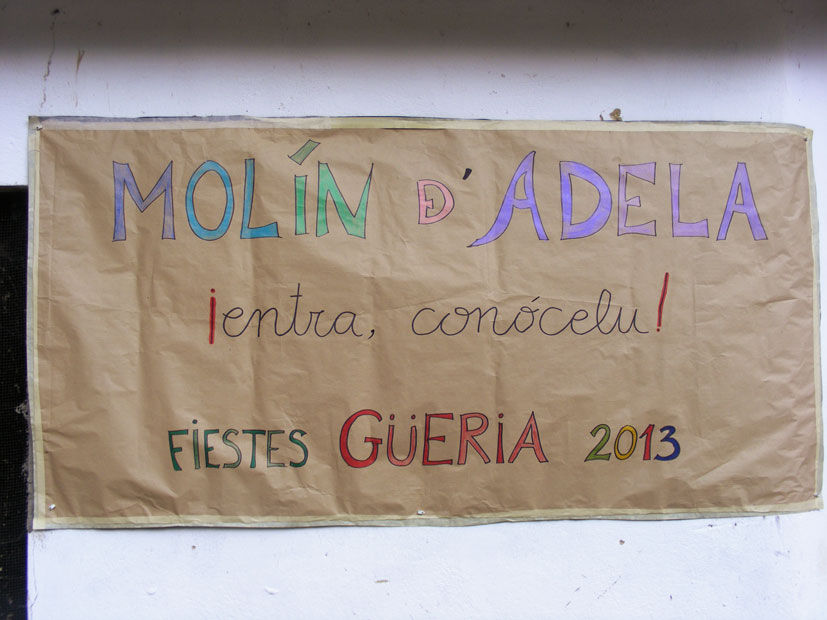 MOLÍN D'ADELA
¡entra, conócelu!
FIESTES GÜERIA 2013